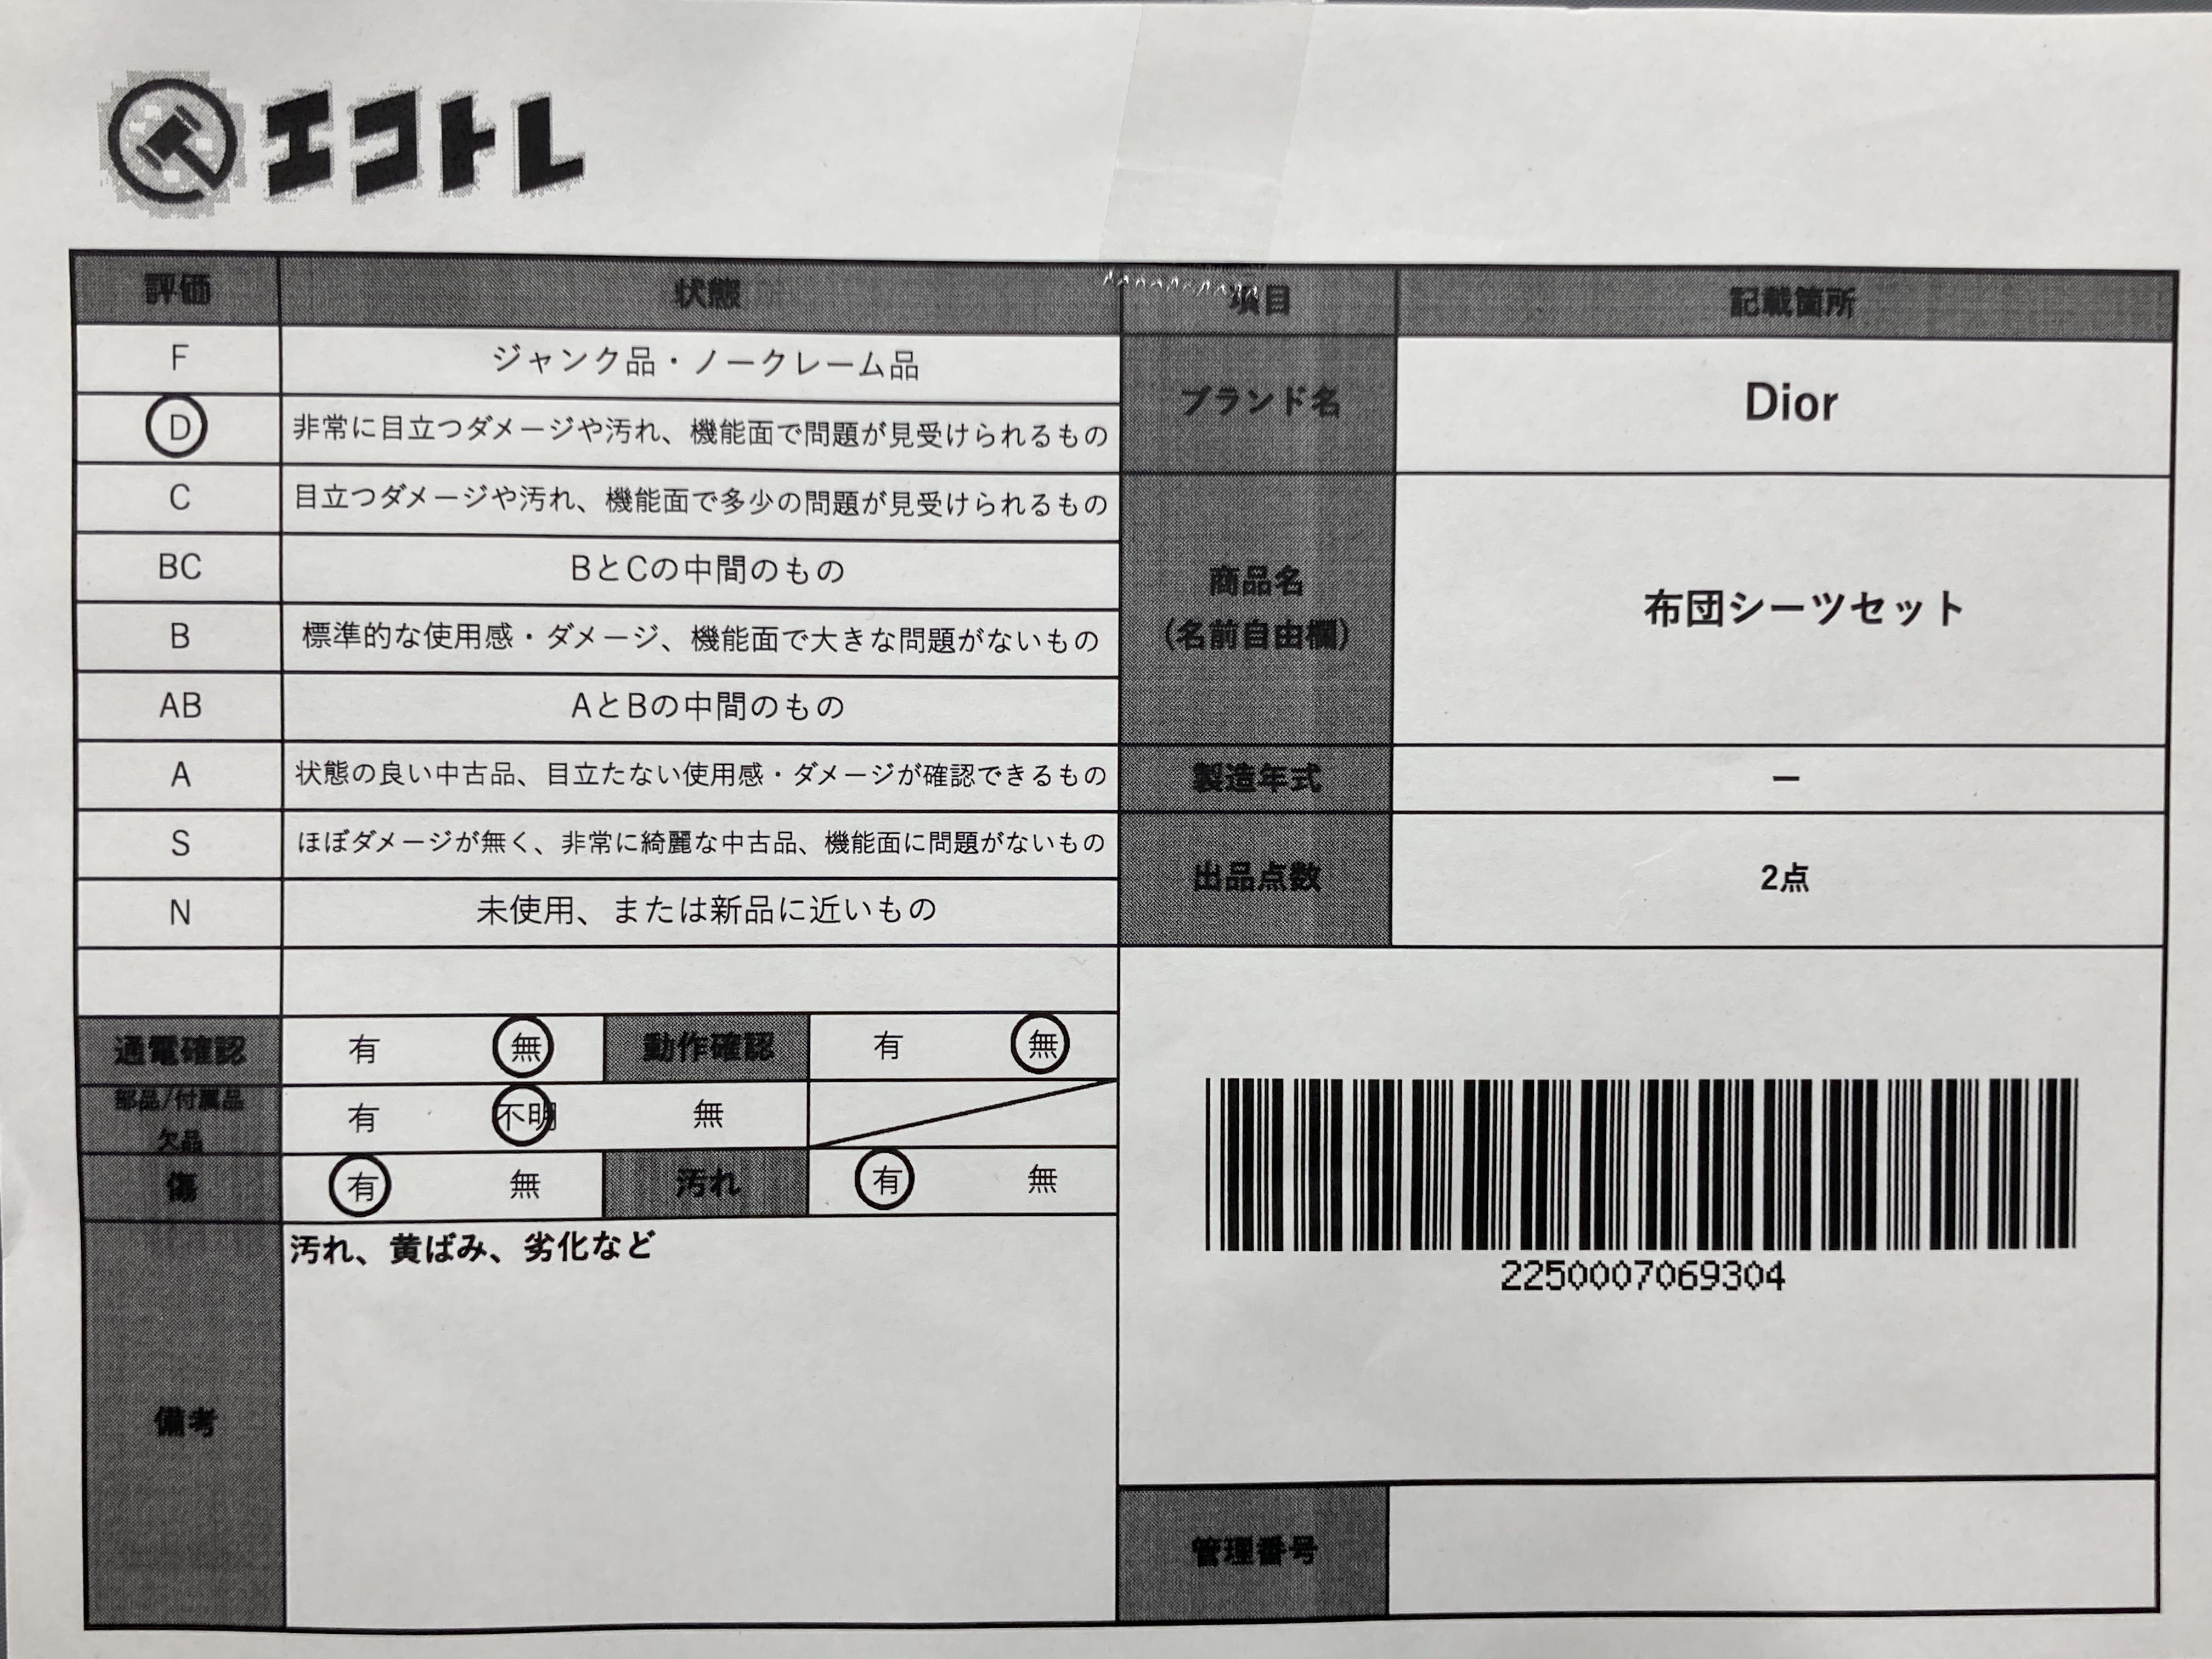 エコトレ
評価 状態 項目 記載箇所
F ジャンク品・ノークレーム品
D 非常に目立つダメージや汚れ、機能面で問題が見受けられるもの
C 目立つダメージや汚れ、機能面で多少の問題が見受けられるもの
BC BとCの中間のもの
B 標準的な使用感・ダメージ、機能面で大きな問題がないもの
AB AとBの中間のもの
A 状態の良い中古品、目立たない使用感・ダメージが確認できるもの
S ほぼダメージが無く、非常に綺麗な中古品、機能面に問題がないもの
N 未使用、または新品に近いもの
通電確認 有 無 動作確認 有 無
部品/付属品
欠品 有 不明 無
傷 有 無 汚れ 有 無
備考 汚れ、黄ばみ、劣化など
ブランド名 Dior
商品名
(名前自由欄) 布団シーツセット
製造年式 ー
出品点数 2点
2250007069304
管理番号